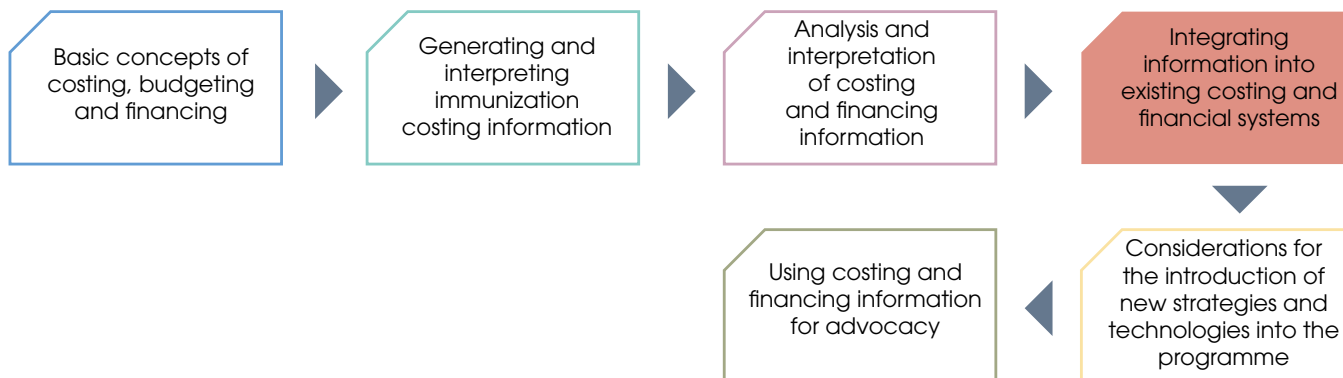 Basic concepts of
costing, budgeting
and financing
Generating and
interpreting
immunization
costing information
Analysis and
interpretation
of costing
and financing
information
Integrating
information into
existing costing and
financial systems
Considerations for
the introduction of
new strategies and
technologies into the
programme
Using costing and
financing information
for advocacy